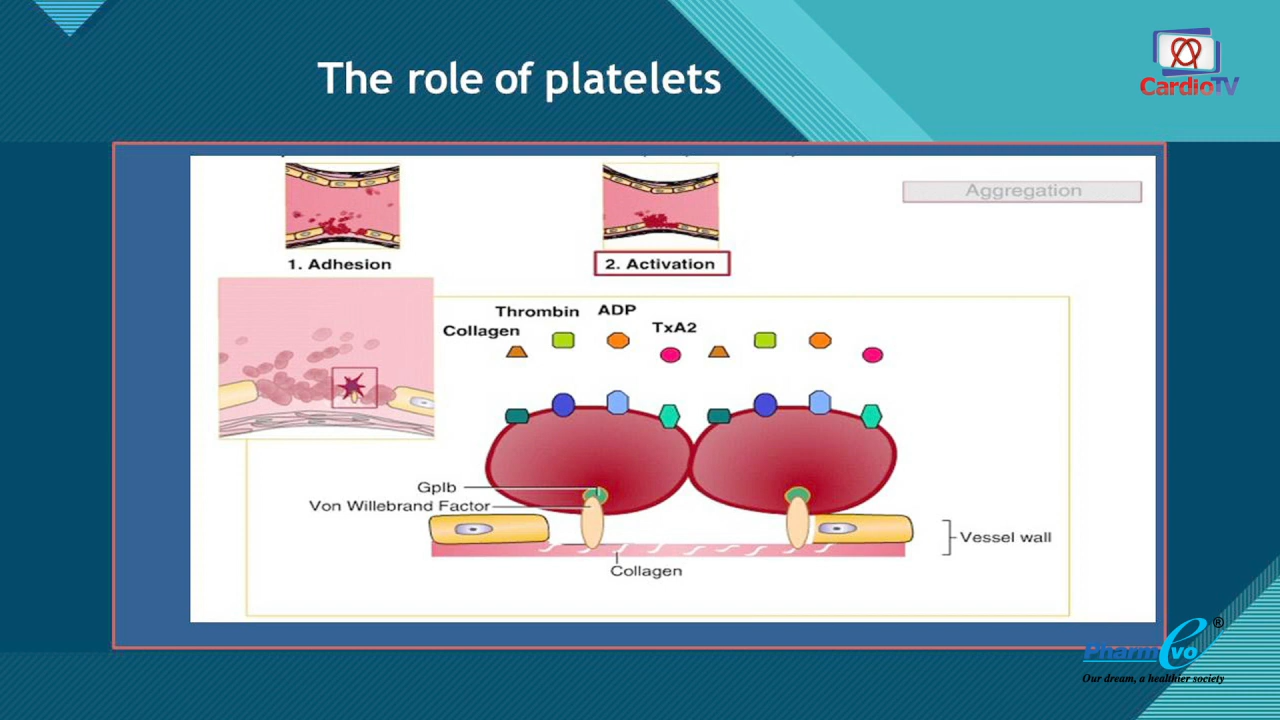 The role of platelets
CardioTV
Aggregation
1. Adhesion
2. Activation
Thrombin
ADP
Collagen
TxA2
GpIb
Von Willebrand Factor
Vessel wall
Collagen
PharmEvo®
Our dream, a healthier society